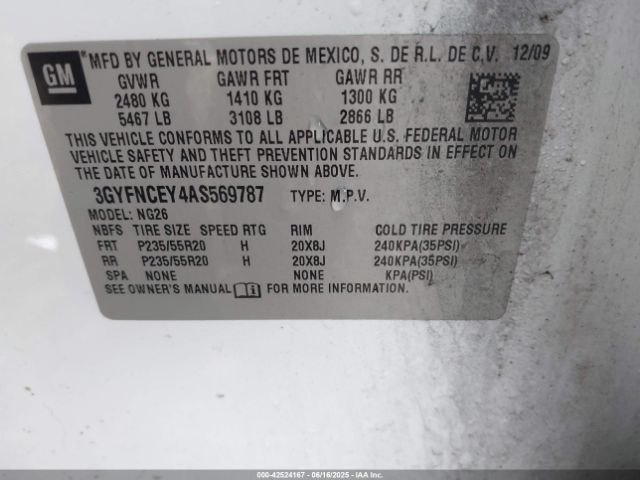 GM
MFD BY GENERAL MOTORS DE MEXICO, S. DE R.L. DE C.V. 12/09
GVWR GAWR FRT GAWR RR
2480 KG 1410 KG 1300 KG
5467 LB 3108 LB 2866 LB
THIS VEHICLE CONFORMS TO ALL APPLICABLE U.S. FEDERAL MOTOR
VEHICLE SAFETY AND THEFT PREVENTION STANDARDS IN EFFECT ON
THE DATE OF MANUFACTURE SHOWN ABOVE.
3GYFNCEY4AS569787 TYPE: M.P.V.
MODEL: NG26
NBFS TIRE SIZE SPEED RTG RIM COLD TIRE PRESSURE
FRT P235/55R20 H 20X8J 240KPA(35PSI)
RR P235/55R20 H 20X8J 240KPA(35PSI)
SPA NONE NONE KPA(PSI)
SEE OWNER'S MANUAL FOR MORE INFORMATION.
000-42524167 - 06/16/2025 - IAAI.COM